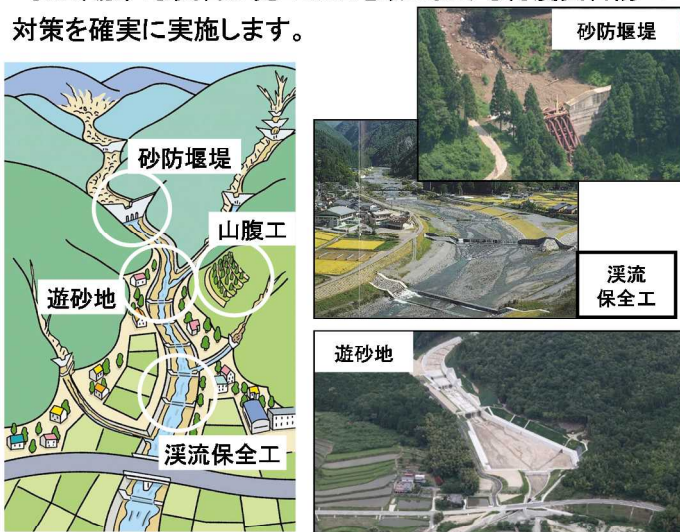 対策を確実に実施します。
砂防堰堤
山腹工
遊砂地
渓流保全工
砂防堰堤
渓流
保全工
遊砂地